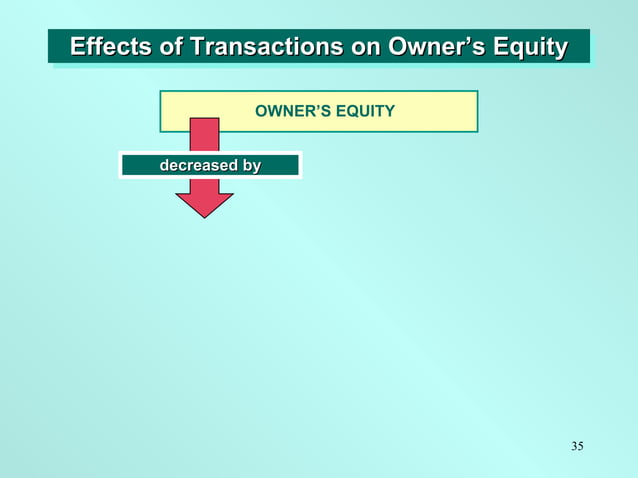 Effects of Transactions on Owner’s Equity
OWNER’S EQUITY
decreased by
35